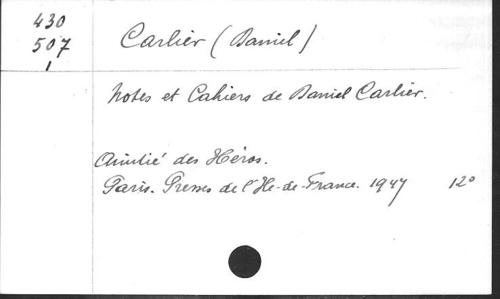 430
507
1
Carlier (Daniel)
Notes et Cahiers de Daniel Carlier.
Amitié des Héros.
Paris. Presses de l'Ile-de-France. 1947 12°